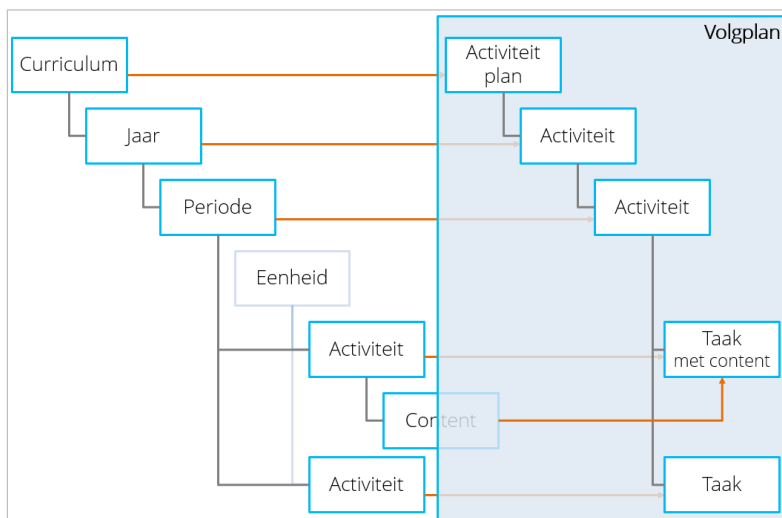 Volgplan
Curriculum
Activiteit
plan
Jaar
Activiteit
Periode
Activiteit
Eenheid
Activiteit
Taak
met content
Content
Activiteit
Taak